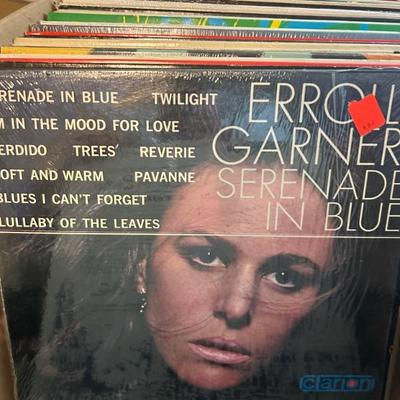 ERENADE IN BLUE TWILIGHT
M IN THE MOOD FOR LOVE
ERDIDO TREES' REVERIE
OFT AND WARM PAVANNE
BLUES I CAN'T FORGET
LULLABY OF THE LEAVES
ERROLL
GARNER
SERENADE
IN BLUE
clarion